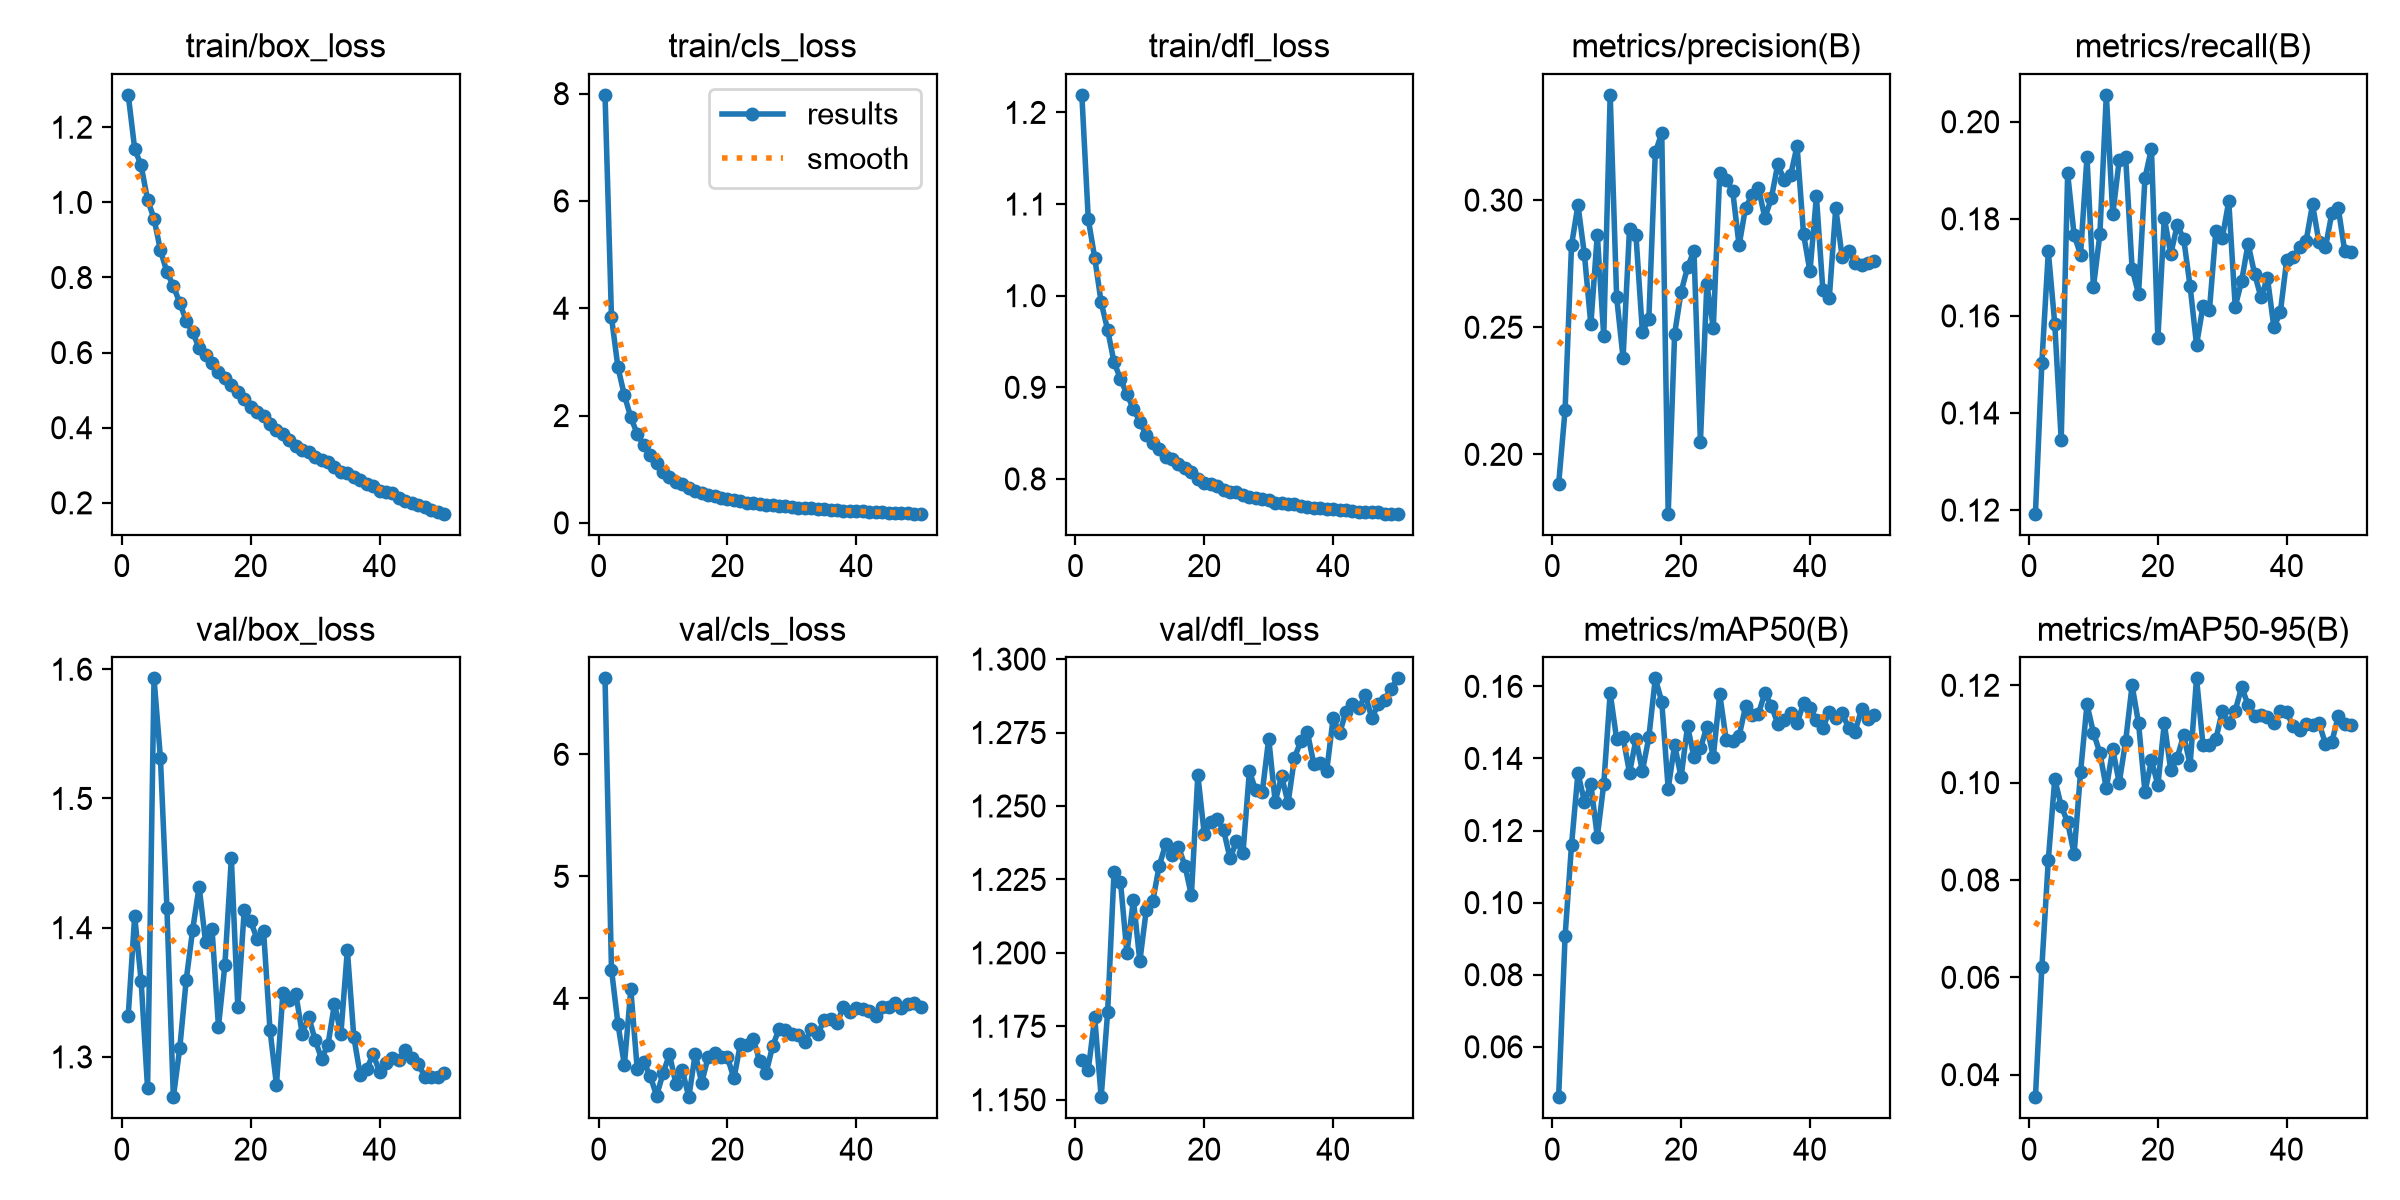 train/box_loss
1.2
1.0
0.8
0.6
0.4
0.2
0 20 40
train/cls_loss
results
smooth
8
6
4
2
0
0 20 40
train/dfl_loss
1.2
1.1
1.0
0.9
0.8
0 20 40
metrics/precision(B)
0.30
0.25
0.20
0 20 40
metrics/recall(B)
0.20
0.18
0.16
0.14
0.12
0 20 40
val/box_loss
1.6
1.5
1.4
1.3
0 20 40
val/cls_loss
6
5
4
0 20 40
val/dfl_loss
1.300
1.275
1.250
1.225
1.200
1.175
1.150
0 20 40
metrics/mAP50(B)
0.16
0.14
0.12
0.10
0.08
0.06
0 20 40
metrics/mAP50-95(B)
0.12
0.10
0.08
0.06
0.04
0 20 40